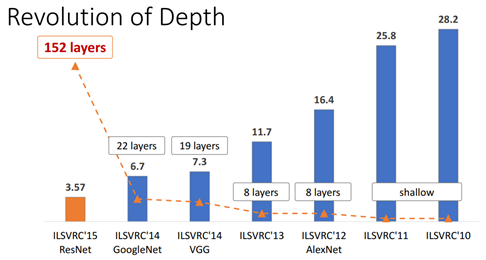 Revolution of Depth
152 layers
28.2
25.8
16.4
11.7
22 layers
19 layers
6.7
7.3
8 layers
8 layers
shallow
3.57
ILSVRC'15
ResNet
ILSVRC'14
GoogleNet
ILSVRC'14
VGG
ILSVRC'13
ILSVRC'12
AlexNet
ILSVRC'11
ILSVRC'10